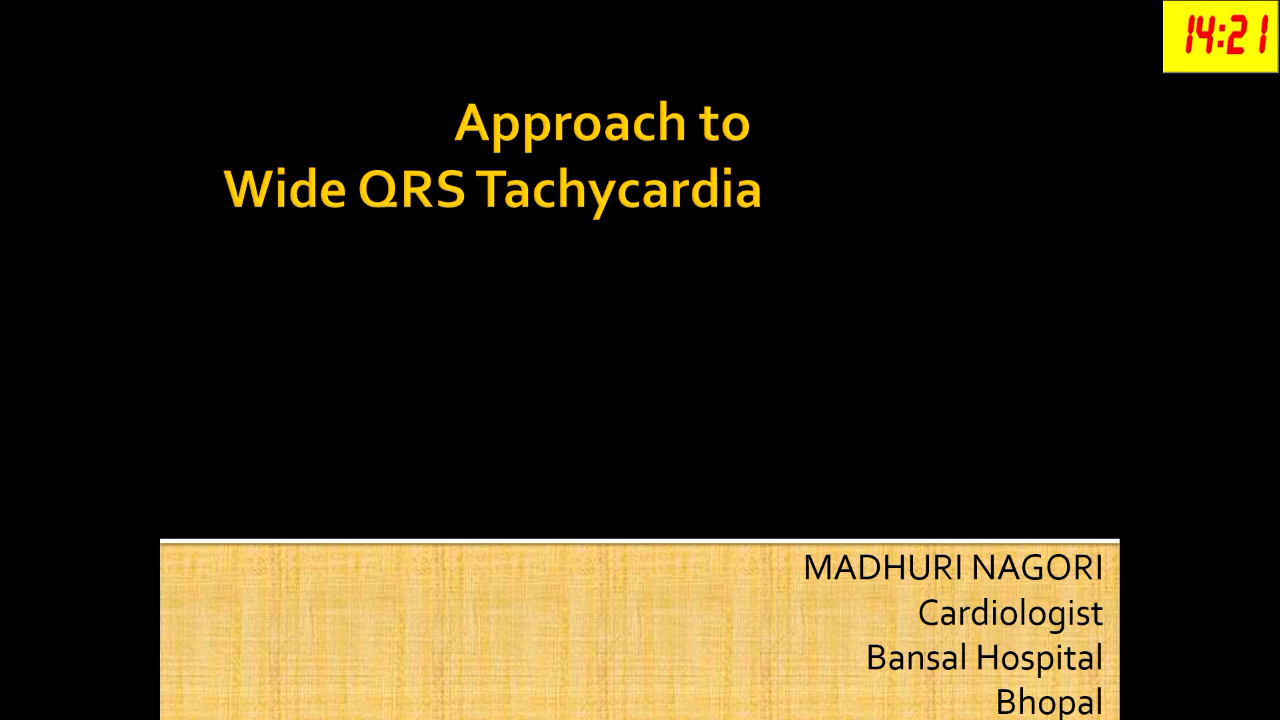 14:21
Approach to
Wide QRS Tachycardia
MADHURI NAGORI
Cardiologist
Bansal Hospital
Bhopal